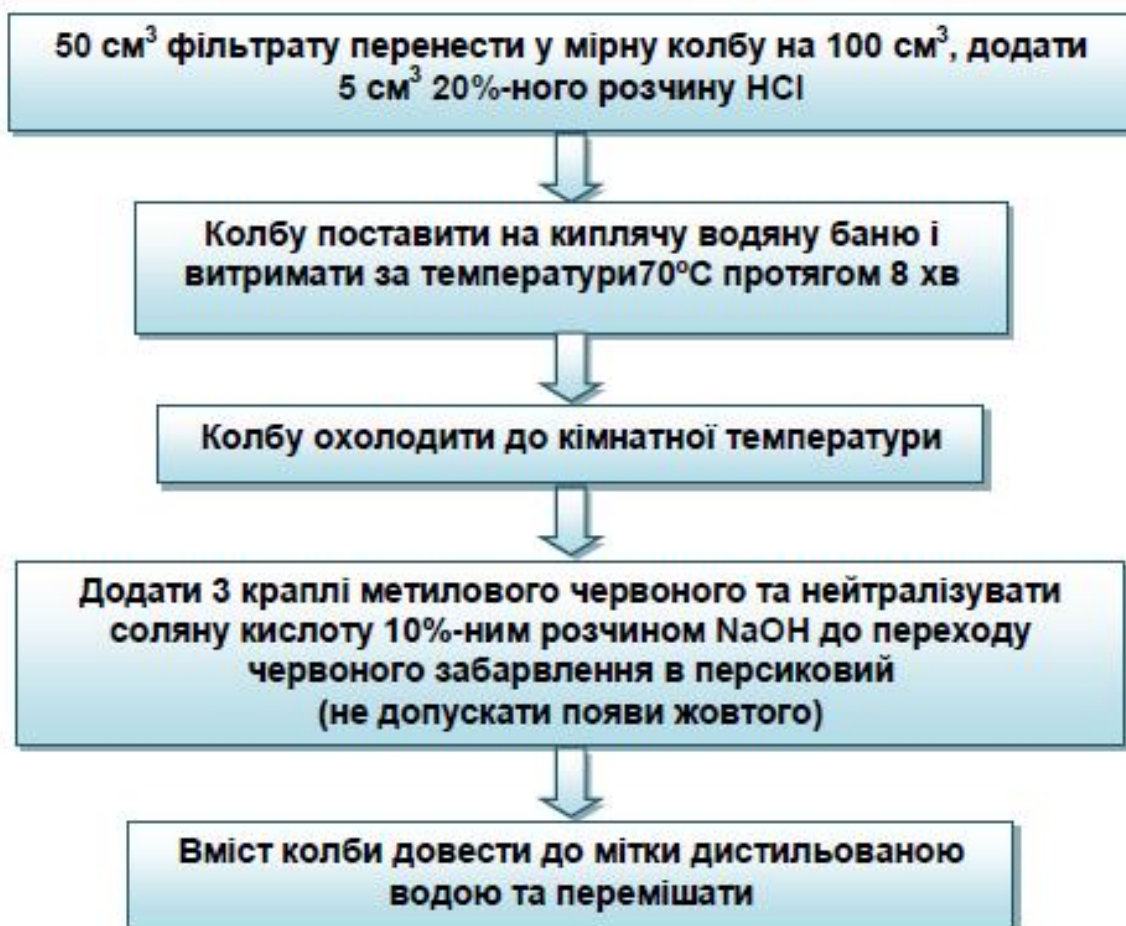 50 см³ фільтрату перенести у мірну колбу на 100 см³, додати
5 см³ 20%-ного розчину HCl
Колбу поставити на киплячу водяну баню і
витримати за температури70ºС протягом 8 хв
Колбу охолодити до кімнатної температури
Додати 3 краплі метилового червоного та нейтралізувати
соляну кислоту 10%-ним розчином NaOH до переходу
червоного забарвлення в персиковий
(не допускати появи жовтого)
Вміст колби довести до мітки дистильованою
водою та перемішати